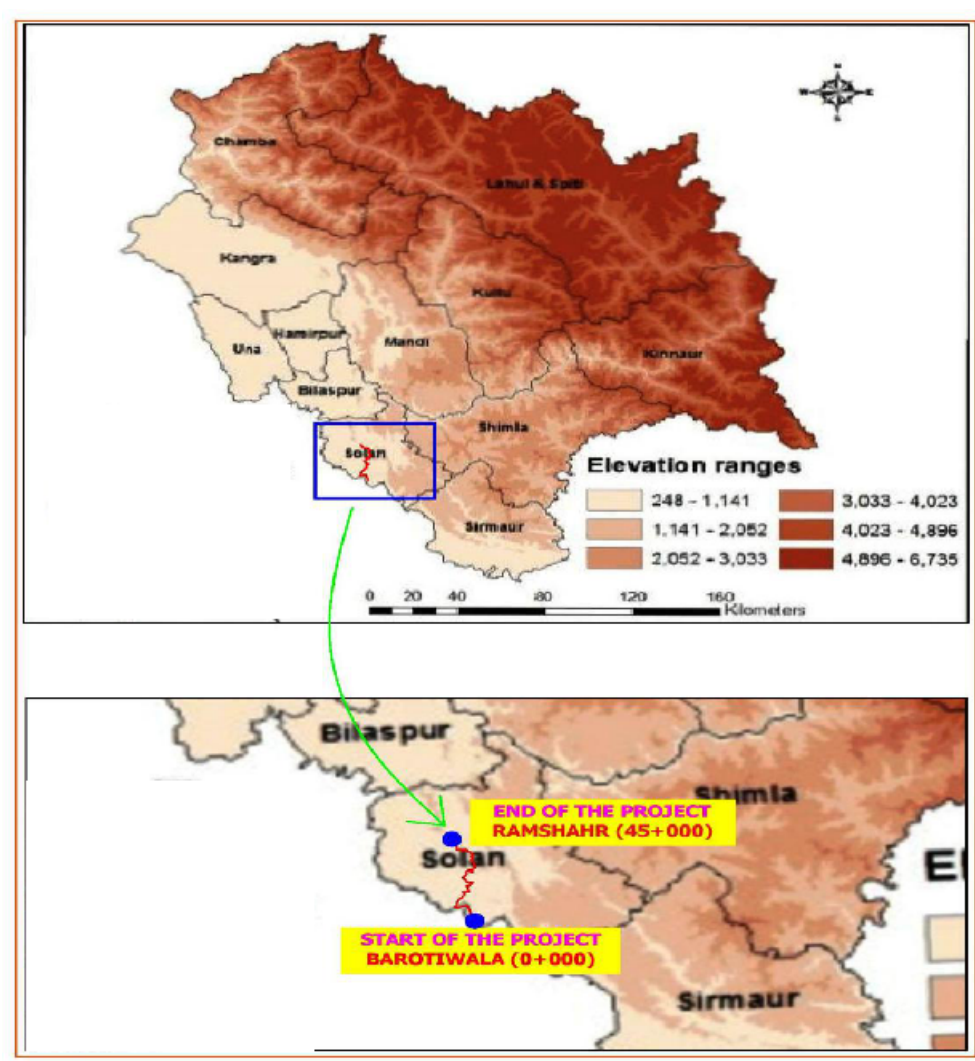 N
W E
S
Chamba
Lahul & Spiti
Kangra
Kullu
Una
Hamirpur
Mandi
Kinnaur
Bilaspur
Shimla
Solan
Sirmaur
Elevation ranges
248 - 1,141
1,141 - 2,052
2,052 - 3,033
3,033 - 4,023
4,023 - 4,896
4,896 - 6,735
0 20 40 80 120 160
Kilometers
Bilaspur
Shimla
END OF THE PROJECT
RAMSHAHR (45+000)
Solan
START OF THE PROJECT
BAROTIWALA (0+000)
Sirmaur